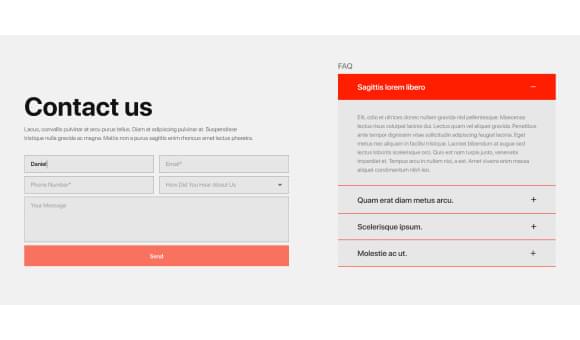 Contact us
Lacus, convallis pulvinar at arcu purus tellus. Diam at adipiscing pulvinar at. Suspendisse
tristique nulla gravida ac magna. Mattis non a purus sagittis enim rhoncus amet lectus pharetra.
Daniel
Email*
Phone Number*
How Did You Hear About Us
Your Message
Send
FAQ
Sagittis lorem libero
Elit, odio et ultrices donec nullam gravida nisl pellentesque. Maecenas
lectus risus volutpat lacinia dui. Lectus quam vel aliquet gravida. Penatibus
ante tempor dignissim vitae sollicitudin adipiscing feugiat lacinia. Eget
metus nec aliquam in facilisi tristique. Laoreet bibendum at augue sed
lectus lobortis scelerisque orci. Quis est nam turpis justo, venenatis
imperdiet et. Tempus arcu in nullam nisi, a est. Amet viverra enim massa
aliquet condimentum nibh leo.
Quam erat diam metus arcu.
Scelerisque ipsum.
Molestie ac ut.